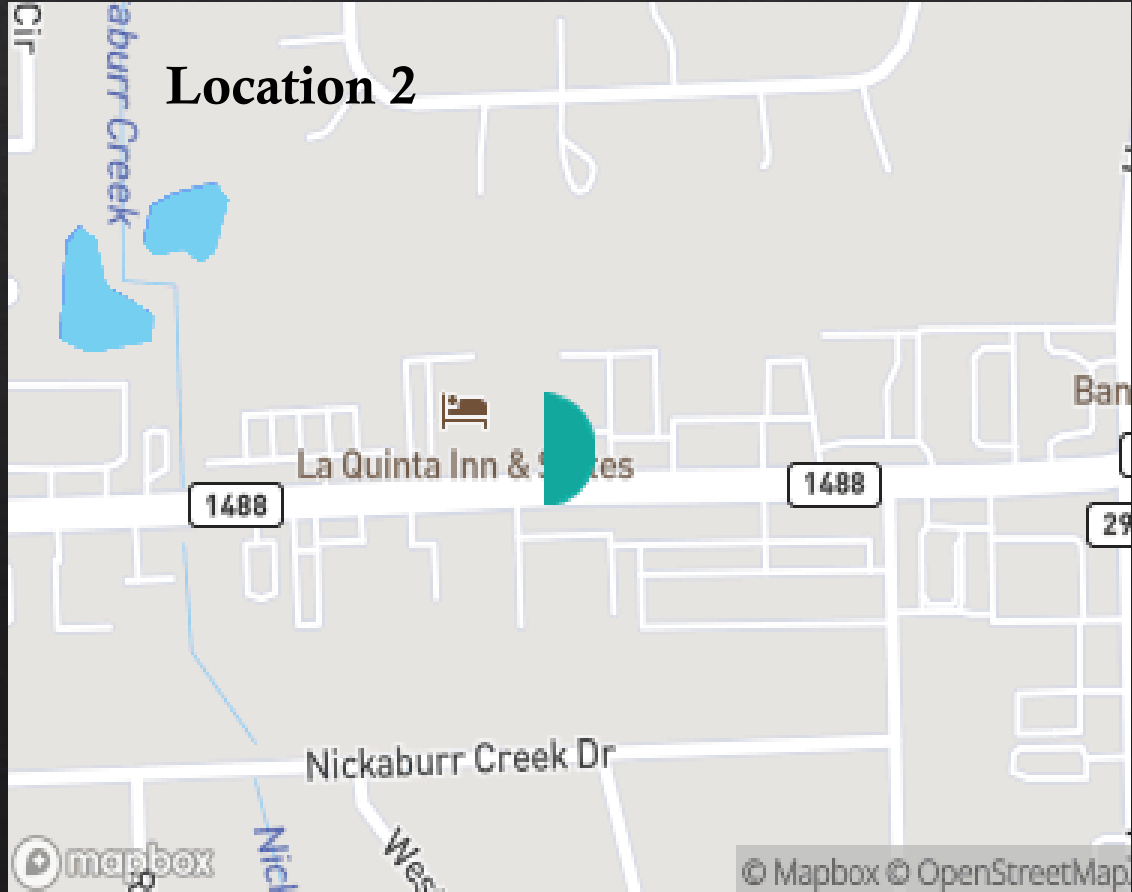 Cir
aburr Creek
Location 2
Ban
La Quinta Inn & S tes
1488
1488
29
Nickaburr Creek Dr
Nick
Wes
mapbox
© Mapbox © OpenStreetMap